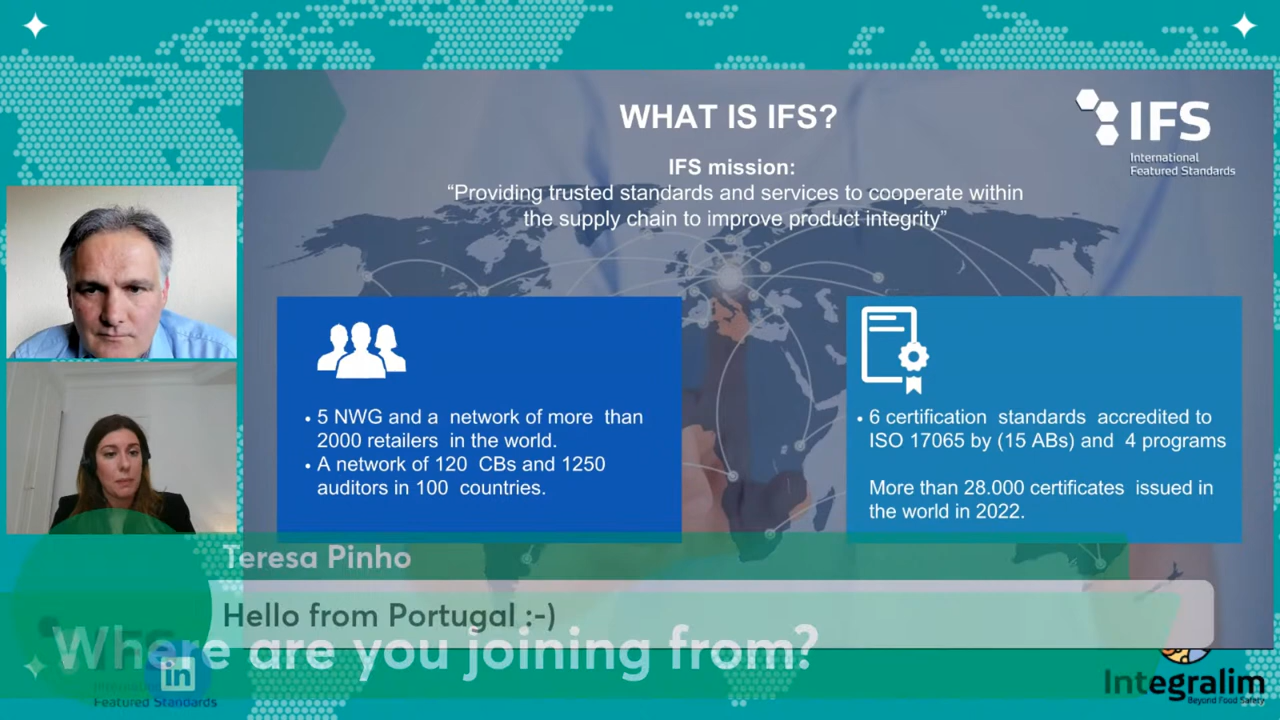 WHAT IS IFS?
IFS
International
Featured Standards
IFS mission:
“Providing trusted standards and services to cooperate within
the supply chain to improve product integrity”
• 5 NWG and a network of more than
2000 retailers in the world.
• A network of 120 CBs and 1250
auditors in 100 countries.
• 6 certification standards accredited to
ISO 17065 by (15 ABs) and 4 programs
More than 28.000 certificates issued in
the world in 2022.
Teresa Pinho
Hello from Portugal :-)
Where are you joining from?
IFS
in
Featured Standards
Integralim
Beyond Food Safety